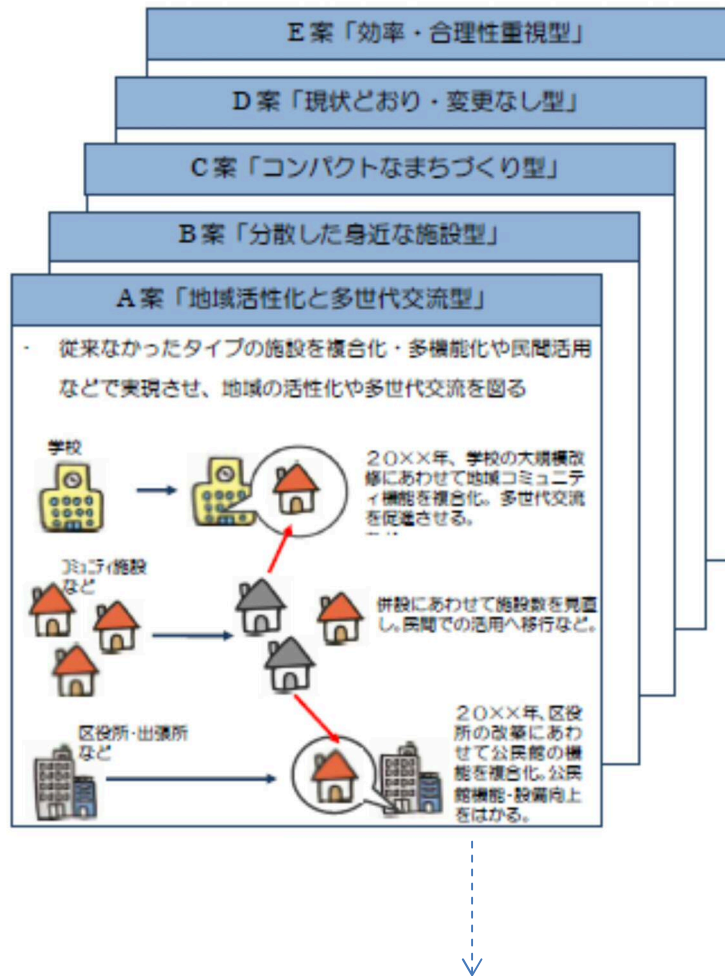 E案「効率・合理性重視型」
D案「現状どおり・変更なし型」
C案「コンパクトなまちづくり型」
B案「分散した身近な施設型」
A案「地域活性化と多世代交流型」
- 従来なかったタイプの施設を複合化・多機能化や民間活用
などで実現させ、地域の活性化や多世代交流を図る
学校
20××年、学校の大規模改
修にあわせて地域コミュニテ
ィ機能を複合化。多世代交流
を促進させる。
コミュニティ施設
など
併設にあわせて施設数を見直
し。民間での活用へ移行など。
区役所・出張所
など
20××年、区役
所の改築にあわ
せて公民館の機
能を複合化。公民
館機能・設備向上
をはかる。